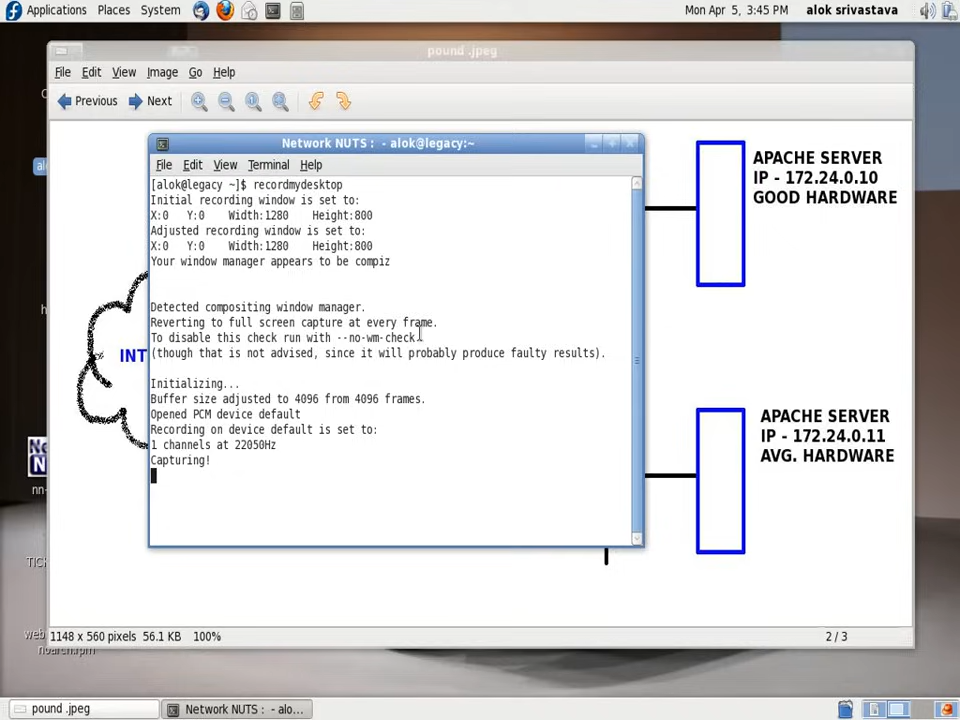 Applications Places System Mon Apr 5, 3:45 PM alok srivastava
pound .jpeg
File Edit View Image Go Help
Previous Next
Network NUTS : - alok@legacy:~
File Edit View Terminal Help
[alok@legacy ~]$ recordmydesktop
Initial recording window is set to:
X:0 Y:0 Width:1280 Height:800
Adjusted recording window is set to:
X:0 Y:0 Width:1280 Height:800
Your window manager appears to be compiz
Detected compositing window manager.
Reverting to full screen capture at every frame.
To disable this check run with --no-wm-check
(though that is not advised, since it will probably produce faulty results).
Initializing...
Buffer size adjusted to 4096 from 4096 frames.
Opened PCM device default
Recording on device default is set to:
1 channels at 22050Hz
Capturing!
APACHE SERVER
IP - 172.24.0.10
GOOD HARDWARE
INT
APACHE SERVER
IP - 172.24.0.11
AVG. HARDWARE
nn-
TICH
web
noarch.rpm
1148 x 560 pixels 56.1 KB 100% 2 / 3
pound .jpeg Network NUTS : - alo...